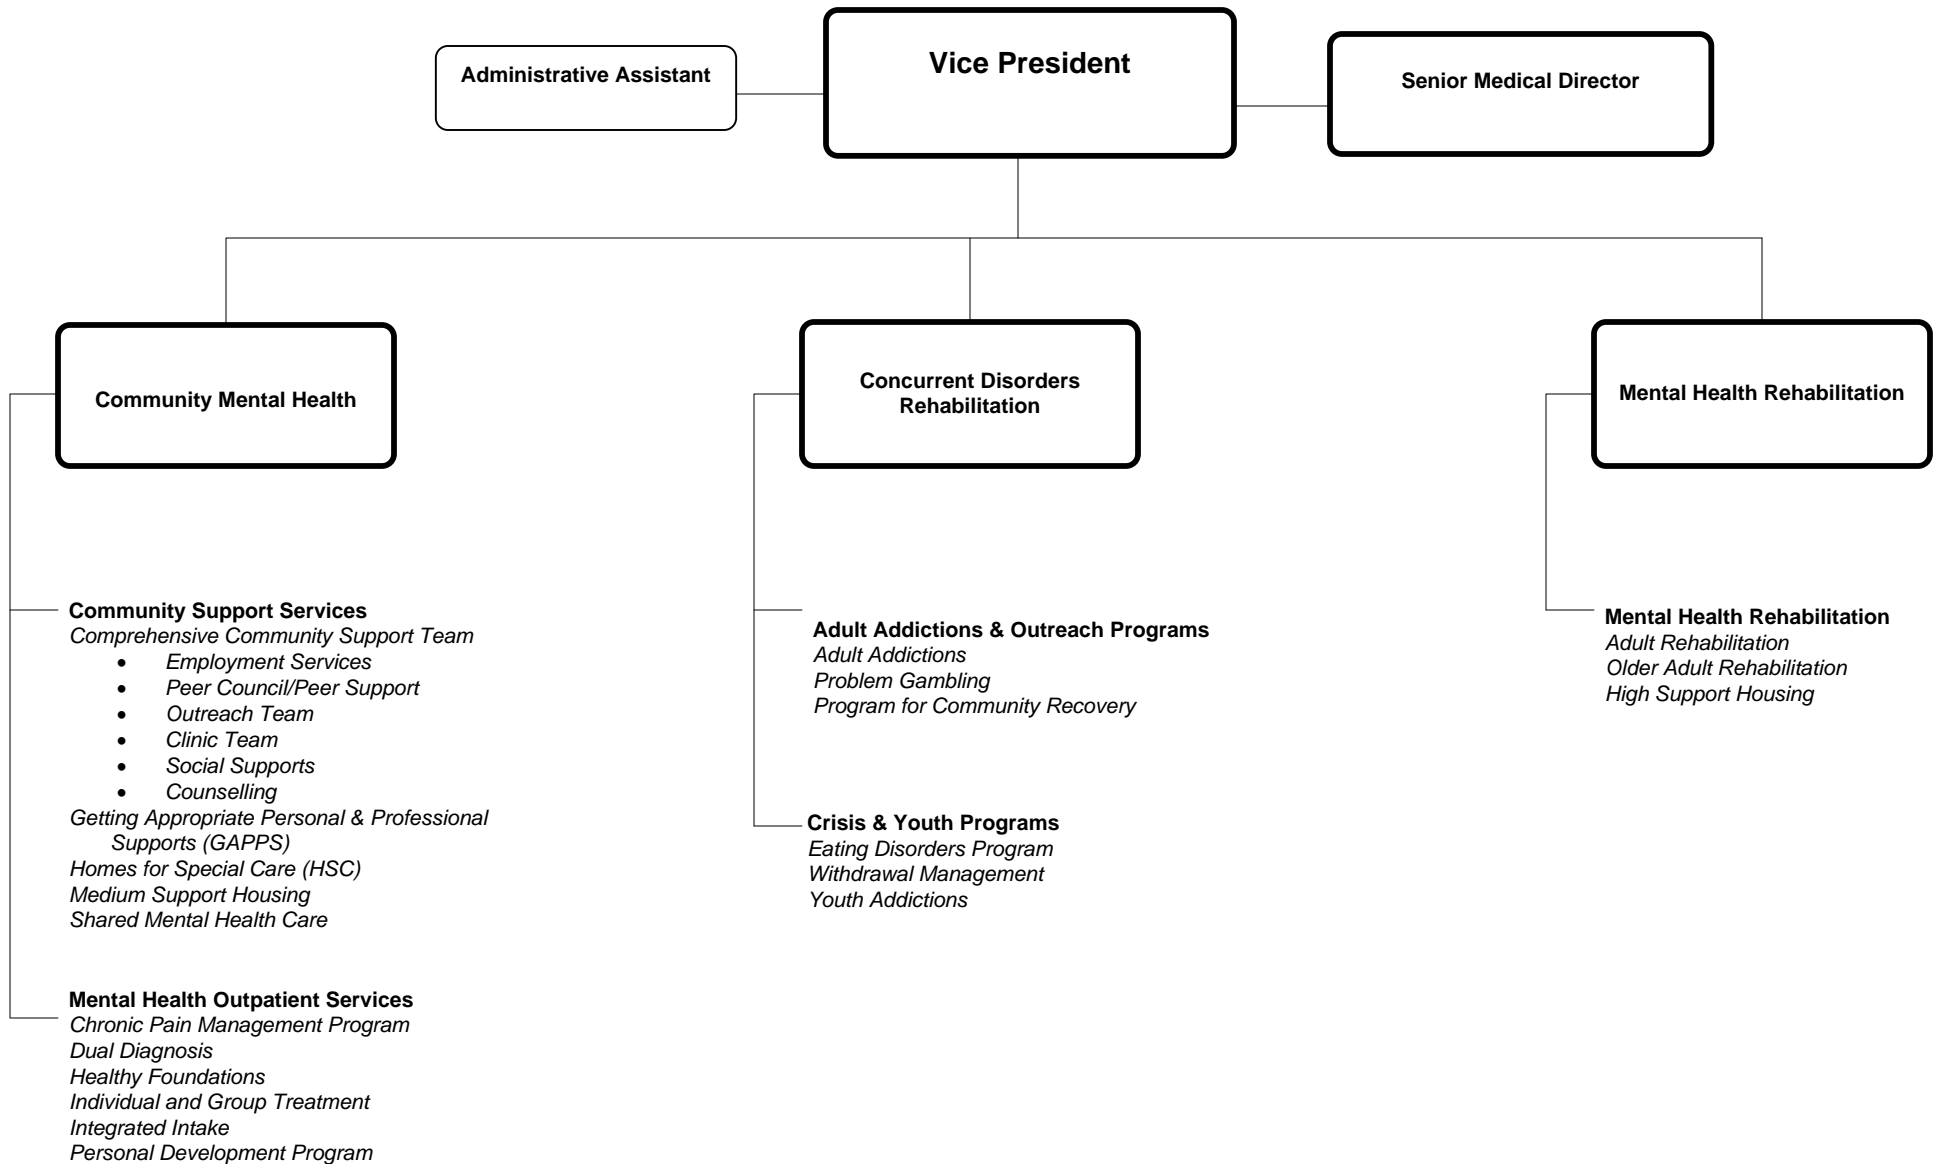 Administrative Assistant
Vice President
Senior Medical Director
Community Mental Health
Concurrent Disorders
Rehabilitation
Mental Health Rehabilitation
Community Support Services
Comprehensive Community Support Team
• Employment Services
• Peer Council/Peer Support
• Outreach Team
• Clinic Team
• Social Supports
• Counselling
Getting Appropriate Personal & Professional
Supports (GAPPS)
Homes for Special Care (HSC)
Medium Support Housing
Shared Mental Health Care
Mental Health Outpatient Services
Chronic Pain Management Program
Dual Diagnosis
Healthy Foundations
Individual and Group Treatment
Integrated Intake
Personal Development Program
Adult Addictions & Outreach Programs
Adult Addictions
Problem Gambling
Program for Community Recovery
Crisis & Youth Programs
Eating Disorders Program
Withdrawal Management
Youth Addictions
Mental Health Rehabilitation
Adult Rehabilitation
Older Adult Rehabilitation
High Support Housing